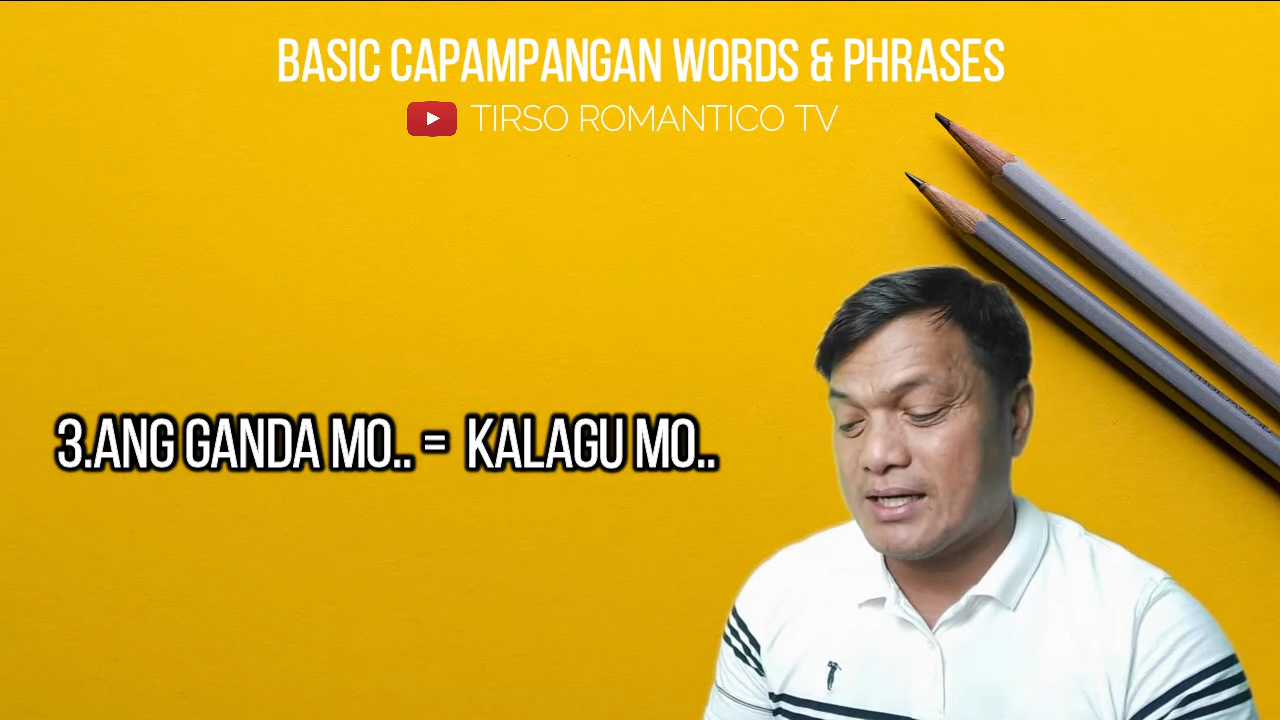 BASIC CAPAMPANGAN WORDS & PHRASES
TIRSO ROMANTICO TV
3.ANG GANDA MO.. = KALAGU MO..